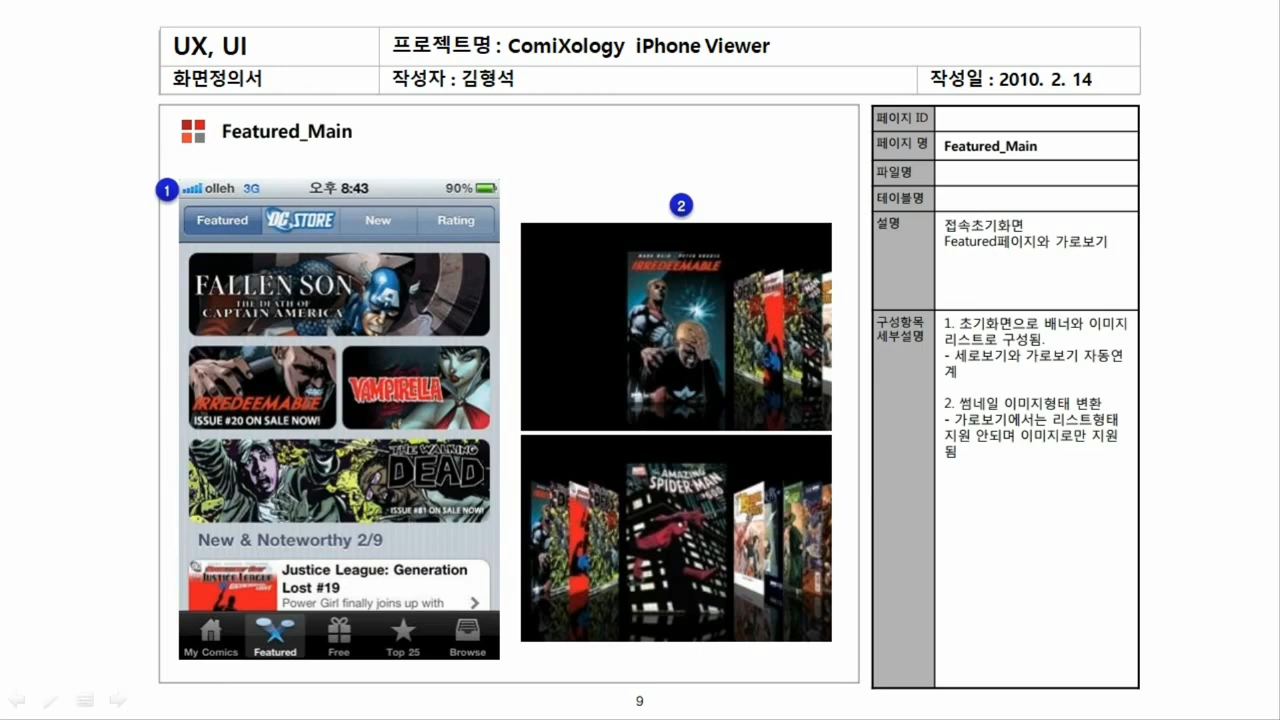 UX, UI
프로젝트명 : ComiXology iPhone Viewer
화면정의서
작성자 : 김형석
작성일 : 2010. 2. 14
Featured_Main
1
olleh 3G
오후 8:43
90%
Featured
DC STORE
New
Rating
FALLEN SON
THE DEATH OF
CAPTAIN AMERICA
IRREDEEMABLE
ISSUE #20 ON SALE NOW!
VAMPIRELLA
THE WALKING
DEAD
ISSUE #81 ON SALE NOW!
New & Noteworthy 2/9
JUSTICE LEAGUE
Justice League: Generation
Lost #19
Power Girl finally joins up with
My Comics
Featured
Free
Top 25
Browse
2
MARK WAID · PETER KRAUSE
IRREDEEMABLE
THE AMAZING
SPIDER-MAN
페이지 ID
페이지 명
Featured_Main
파일명
테이블명
설명
접속초기화면
Featured페이지와 가로보기
구성항목
세부설명
1. 초기화면으로 배너와 이미지
리스트로 구성됨.
- 세로보기와 가로보기 자동연
계
2. 썸네일 이미지형태 변환
- 가로보기에서는 리스트형태
지원 안되며 이미지로만 지원
됨
9